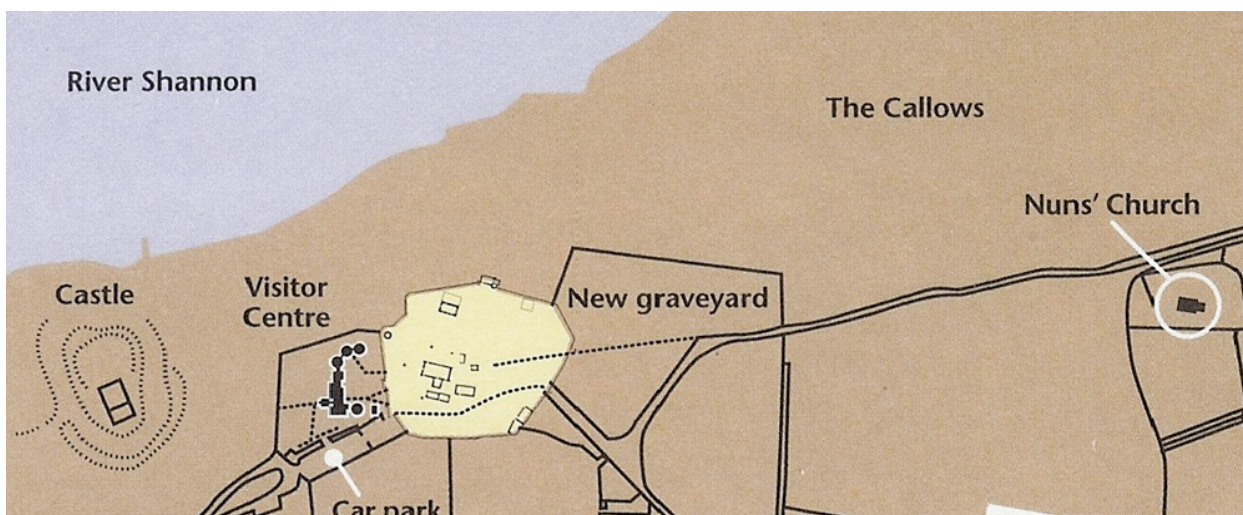 River Shannon
The Callows
Nuns’ Church
Castle
Visitor
Centre
New graveyard
Car park